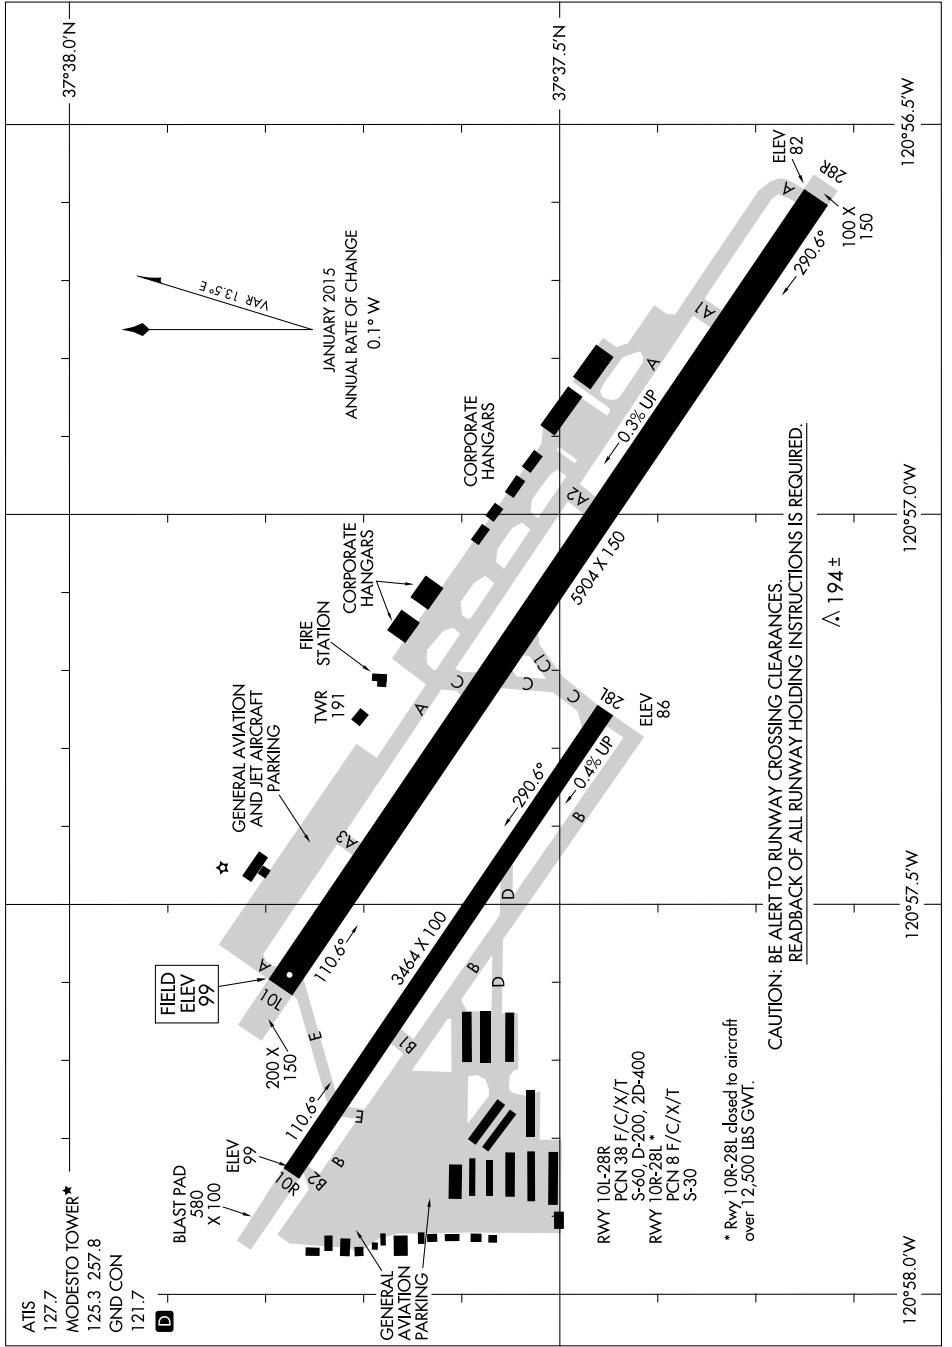 ATIS
127.7
MODESTO TOWER★
125.3 257.8
GND CON
121.7
D
BLAST PAD
580
X 100
ELEV
99
FIELD
ELEV
99
200 X
150
GENERAL AVIATION
AND JET AIRCRAFT
PARKING
TWR
191
FIRE
STATION
CORPORATE
HANGARS
CORPORATE
HANGARS
VAR 13.5° E
JANUARY 2015
ANNUAL RATE OF CHANGE
0.1° W
37°38.0'N
37°37.5'N
10L
110.6°
A
A3
A
C
A2
A
A1
A
5904 X 150
0.3% UP
290.6°
28R
ELEV
82
100 X
150
10R
110.6°
B2
B
E
E
B1
3464 X 100
B
D
D
B
290.6°
0.4% UP
28L
ELEV
86
C
C
C1
GENERAL
AVIATION
PARKING
RWY 10L-28R
PCN 38 F/C/X/T
S-60, D-200, 2D-400
RWY 10R-28L *
PCN 8 F/C/X/T
S-30
* Rwy 10R-28L closed to aircraft
over 12,500 LBS GWT.
CAUTION: BE ALERT TO RUNWAY CROSSING CLEARANCES.
READBACK OF ALL RUNWAY HOLDING INSTRUCTIONS IS REQUIRED.
194 ±
120°58.0'W
120°57.5'W
120°57.0'W
120°56.5'W